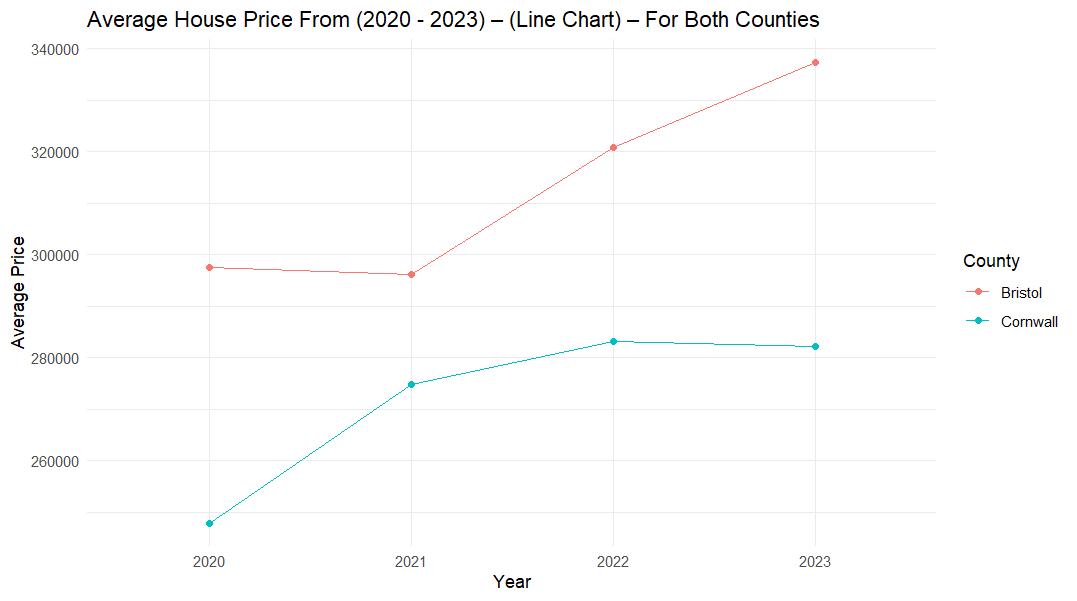 Average House Price From (2020 - 2023) – (Line Chart) – For Both Counties
340000
320000
300000
280000
260000
Average Price
2020 2021 2022 2023
Year
County
Bristol
Cornwall